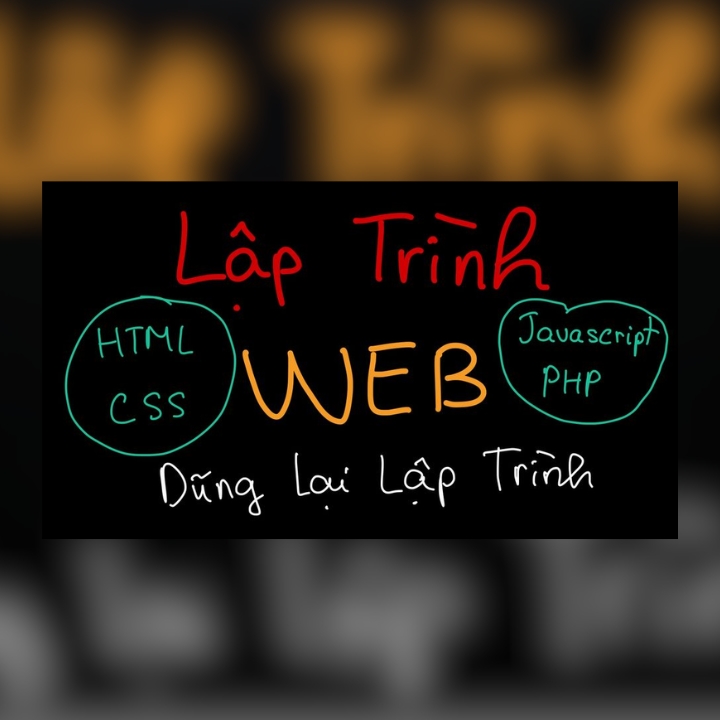 Lập Trình
HTML
CSS
WEB
Javascript
PHP
Dũng Lại Lập Trình